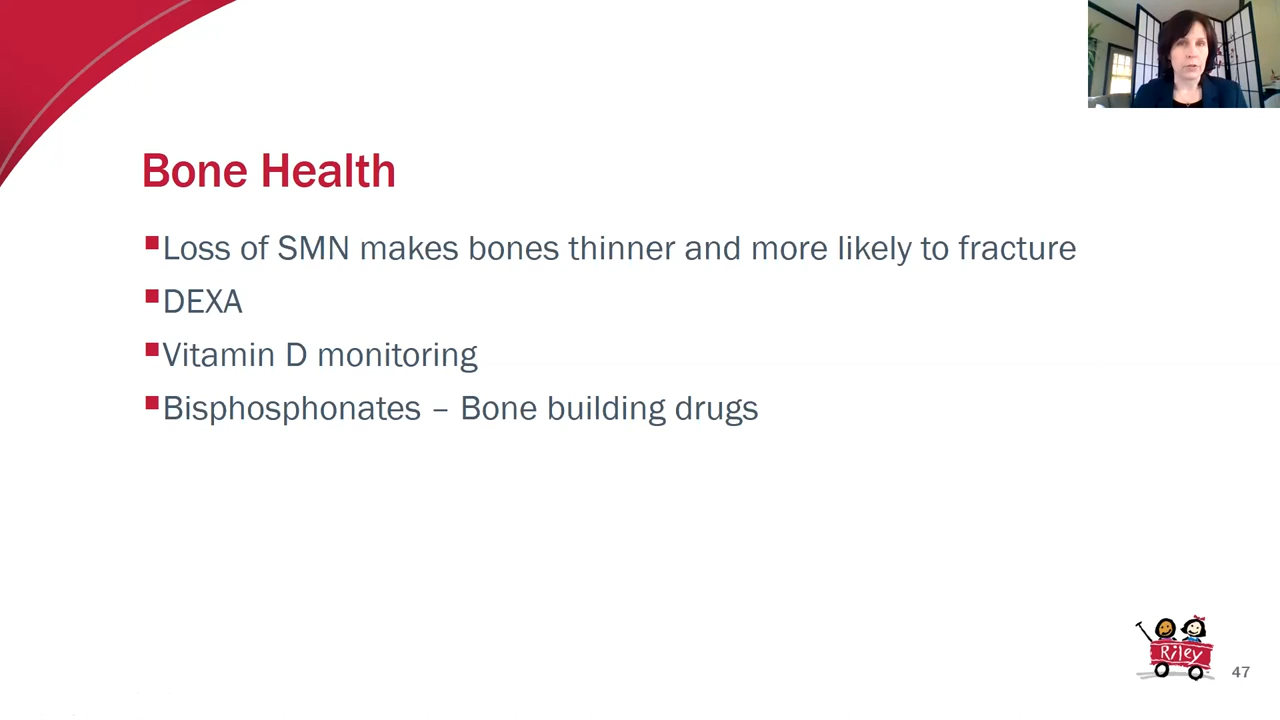 Bone Health
▪Loss of SMN makes bones thinner and more likely to fracture
▪DEXA
▪Vitamin D monitoring
▪Bisphosphonates – Bone building drugs
Riley
47